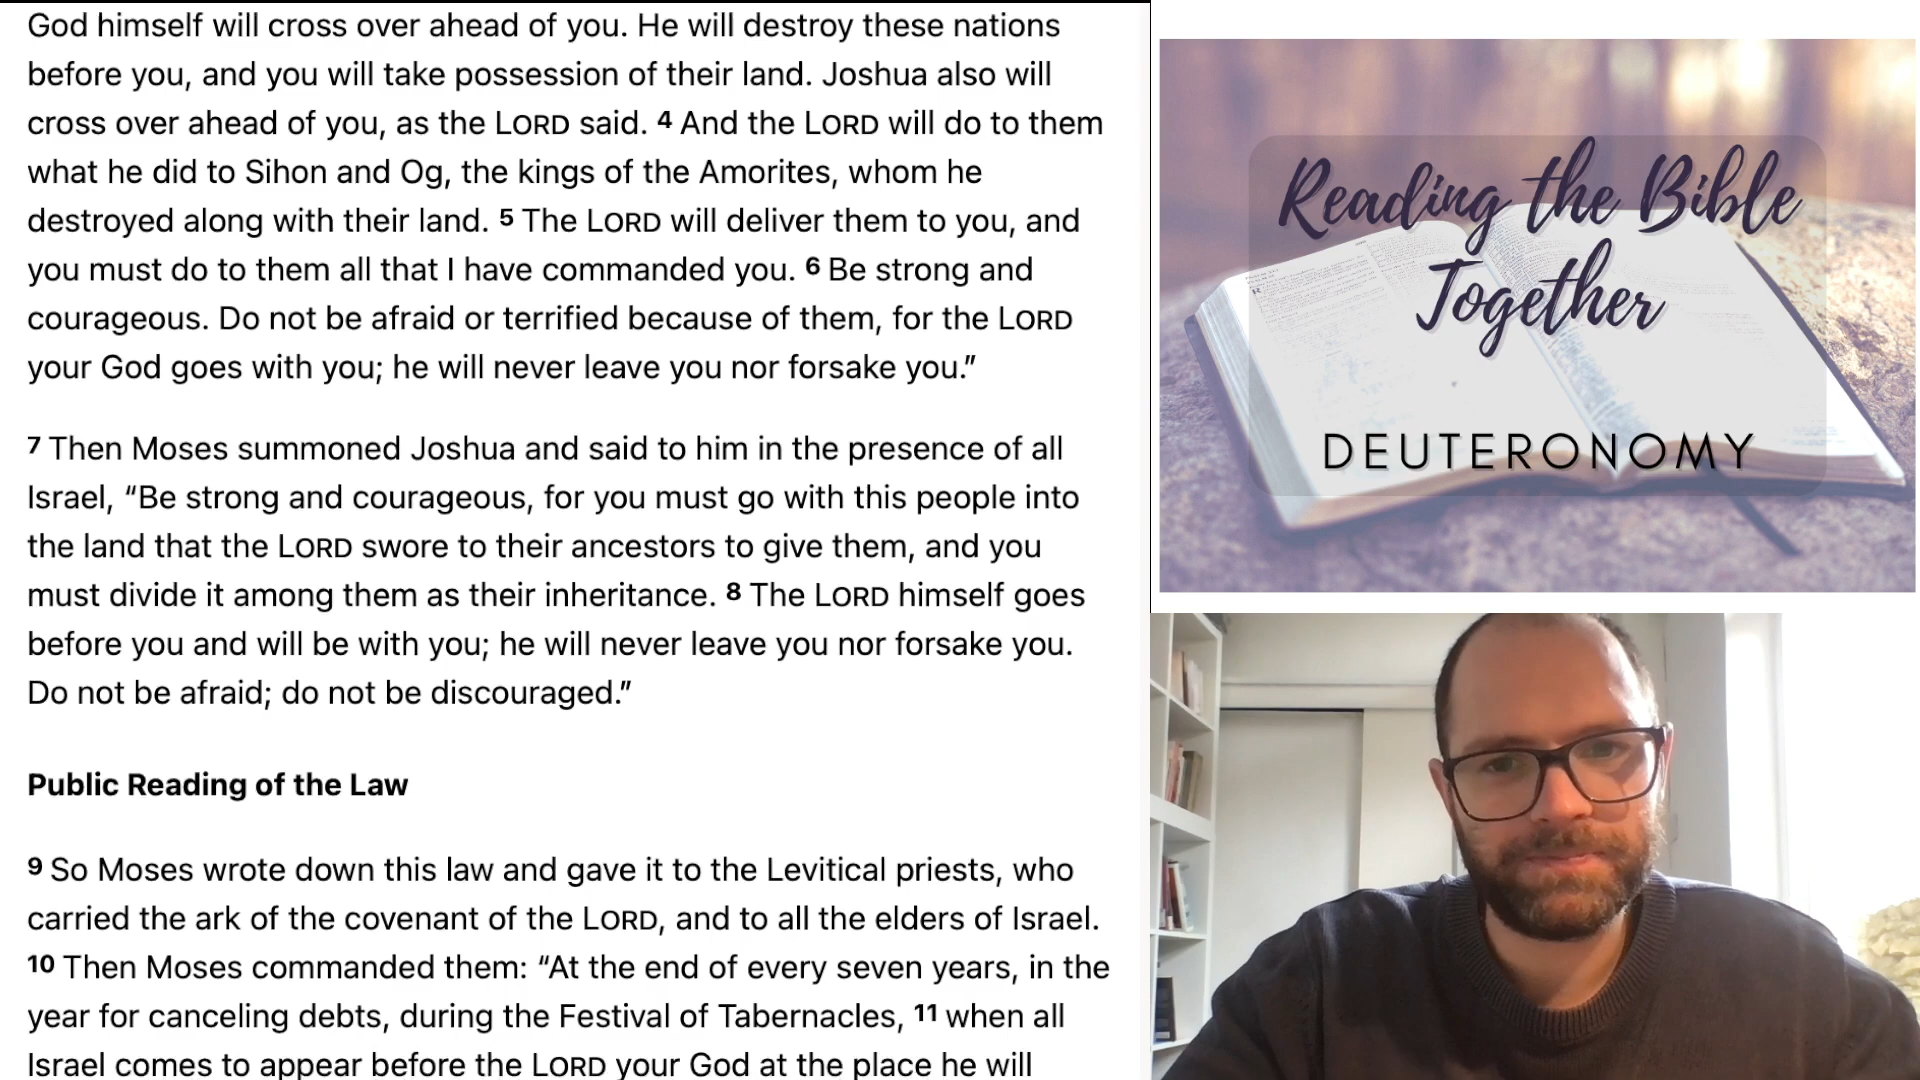 God himself will cross over ahead of you. He will destroy these nations
before you, and you will take possession of their land. Joshua also will
cross over ahead of you, as the LORD said. 4 And the LORD will do to them
what he did to Sihon and Og, the kings of the Amorites, whom he
destroyed along with their land. 5 The LORD will deliver them to you, and
you must do to them all that I have commanded you. 6 Be strong and
courageous. Do not be afraid or terrified because of them, for the LORD
your God goes with you; he will never leave you nor forsake you.”
7 Then Moses summoned Joshua and said to him in the presence of all
Israel, “Be strong and courageous, for you must go with this people into
the land that the LORD swore to their ancestors to give them, and you
must divide it among them as their inheritance. 8 The LORD himself goes
before you and will be with you; he will never leave you nor forsake you.
Do not be afraid; do not be discouraged.”
Public Reading of the Law
9 So Moses wrote down this law and gave it to the Levitical priests, who
carried the ark of the covenant of the LORD, and to all the elders of Israel.
10 Then Moses commanded them: “At the end of every seven years, in the
year for canceling debts, during the Festival of Tabernacles, 11 when all
Israel comes to appear before the LORD your God at the place he will
Reading the Bible
Together
DEUTERONOMY